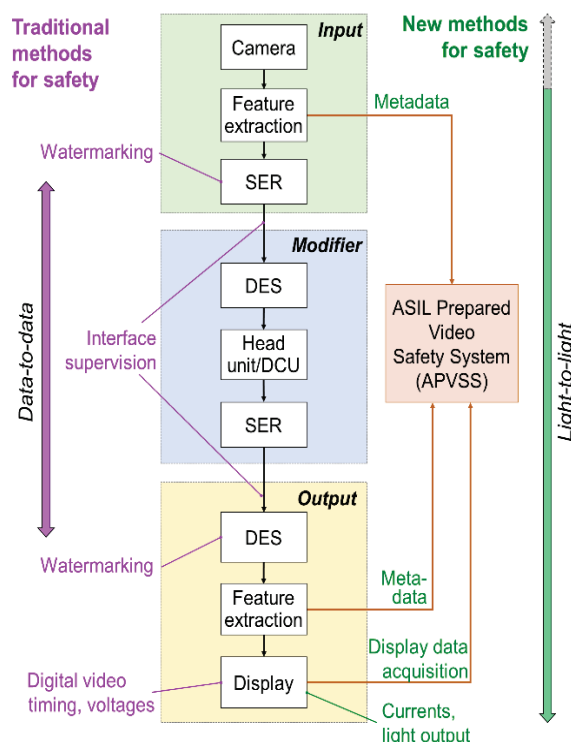 Traditional
methods
for safety
Input
New methods
for safety
Camera
Feature
extraction
Metadata
Watermarking
SER
Modifier
DES
Interface
supervision
Head
unit/DCU
ASIL Prepared
Video
Safety System
(APVSS)
Data-to-data
Light-to-light
SER
Output
DES
Watermarking
Meta-
data
Feature
extraction
Display data
acquisition
Digital video
timing, voltages
Display
Currents,
light output